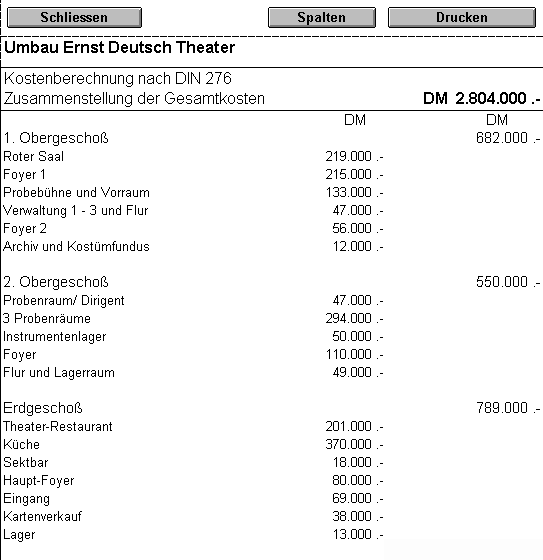 Schliessen Spalten Drucken
Umbau Ernst Deutsch Theater
Kostenberechnung nach DIN 276
Zusammenstellung der Gesamtkosten DM 2.804.000 .-
DM DM
1. Obergeschoß 682.000 .-
Roter Saal 219.000 .-
Foyer 1 215.000 .-
Probebühne und Vorraum 133.000 .-
Verwaltung 1 - 3 und Flur 47.000 .-
Foyer 2 56.000 .-
Archiv und Kostümfundus 12.000 .-
2. Obergeschoß 550.000 .-
Probenraum/ Dirigent 47.000 .-
3 Probenräume 294.000 .-
Instrumentenlager 50.000 .-
Foyer 110.000 .-
Flur und Lagerraum 49.000 .-
Erdgeschoß 789.000 .-
Theater-Restaurant 201.000 .-
Küche 370.000 .-
Sektbar 18.000 .-
Haupt-Foyer 80.000 .-
Eingang 69.000 .-
Kartenverkauf 38.000 .-
Lager 13.000 .-